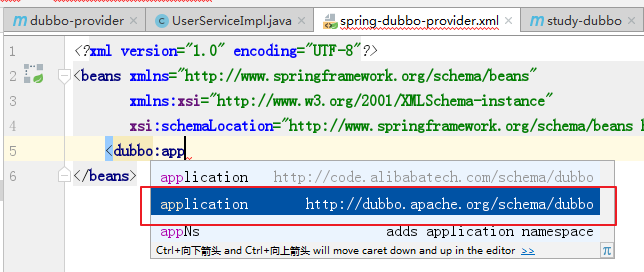 dubbo-provider UserServiceImpl.java spring-dubbo-provider.xml study-dubbo
1 <?xml version="1.0" encoding="UTF-8"?>
2 <beans xmlns="http://www.springframework.org/schema/beans"
3 xmlns:xsi="http://www.w3.org/2001/XMLSchema-instance"
4 xsi:schemaLocation="http://www.springframework.org/schema/beans
5 <dubbo:app
application http://code.alibabatech.com/schema/dubbo
6 </beans>
application http://dubbo.apache.org/schema/dubbo
appNs adds application namespace
Ctrl+向下箭头 and Ctrl+向上箭头 will move caret down and up in the editor >> π